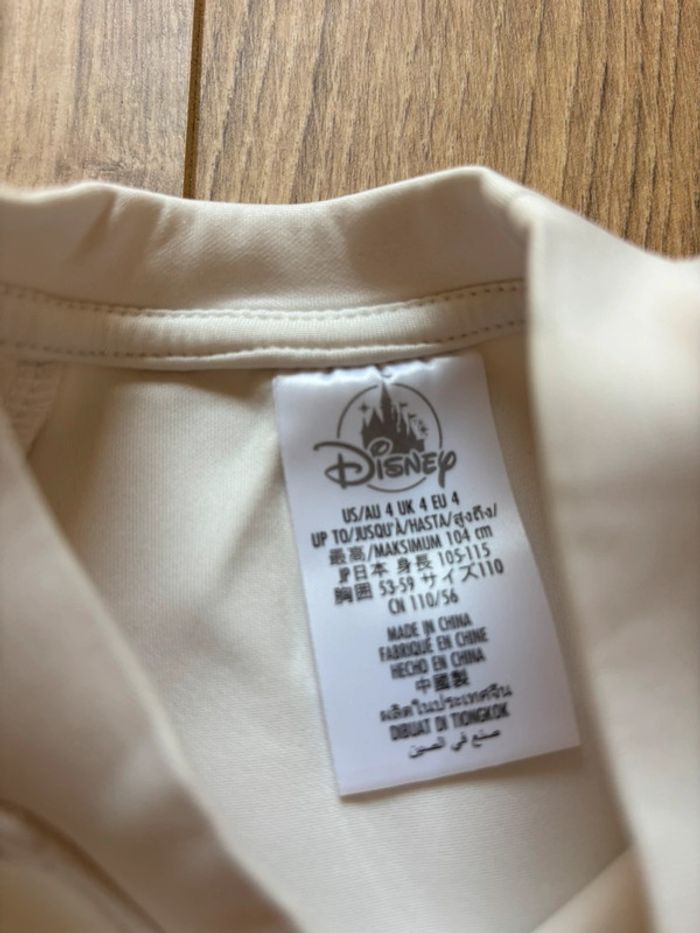 DISNEY
US/AU 4 UK 4 EU 4
UP TO/JUSQU'À/HASTA/สูงถึง/
最高/MAKSIMUM 104 cm
JP日本 身長 105-115
胸囲 53-59 サイズ110
CN 110/56
MADE IN CHINA
FABRIQUÉ EN CHINE
HECHO EN CHINA
中國製
ผลิตในประเทศจีน
DIBUAT DI TIONGKOK
صنع في الصين